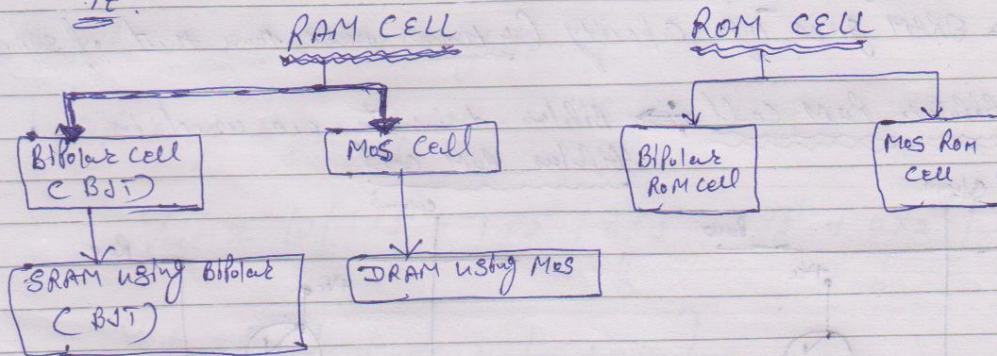 It.
RAM CELL
ROM CELL
Bipolar cell
(BJT)
MOS Cell
Bipolar
ROM cell
MOS ROM
CELL
SRAM using Bipolar
(BJT)
DRAM using MOS